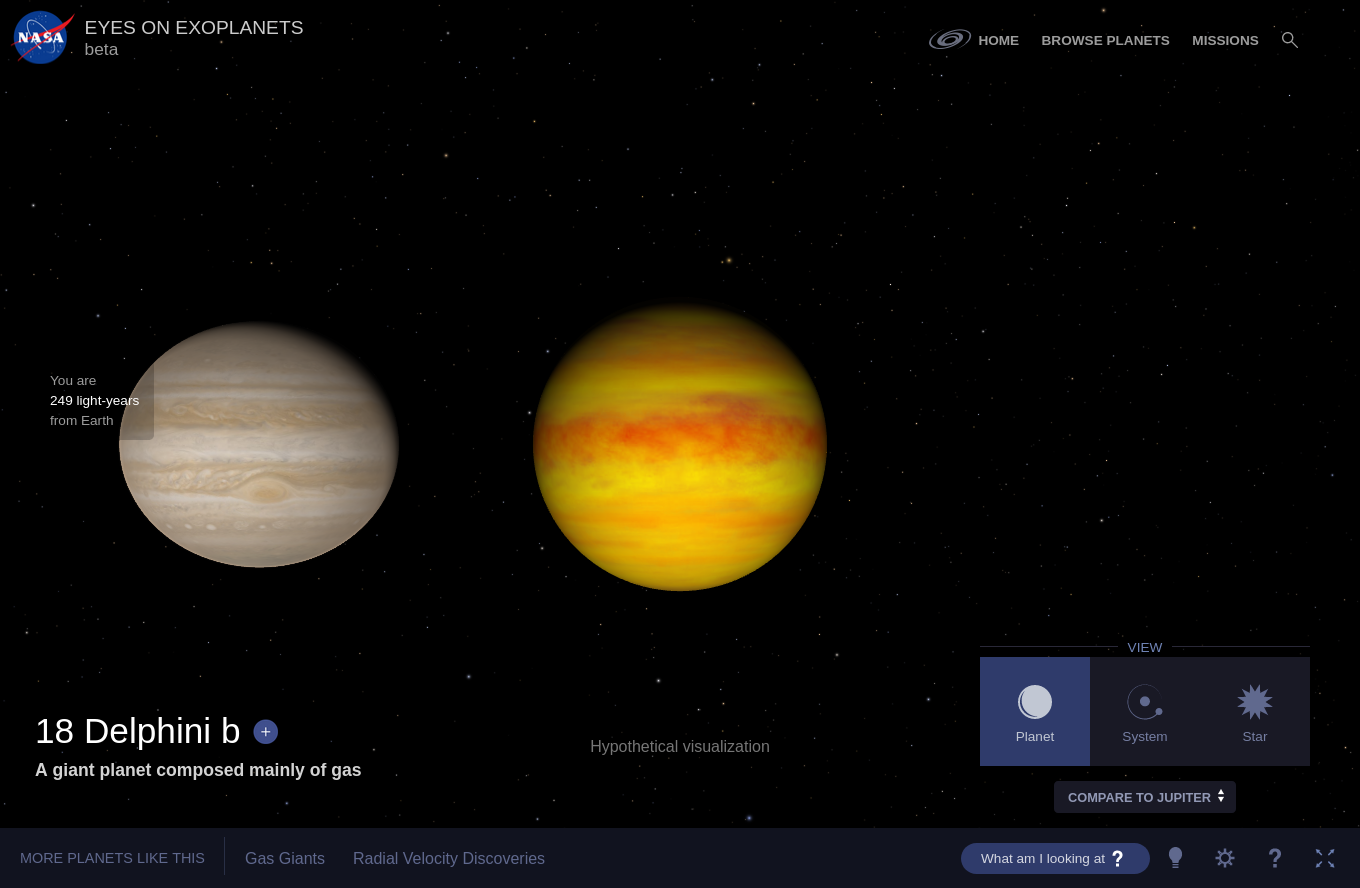 NASA
EYES ON EXOPLANETS
beta
HOME
BROWSE PLANETS
MISSIONS
You are
249 light-years
from Earth
18 Delphini b +
A giant planet composed mainly of gas
Hypothetical visualization
VIEW
Planet
System
Star
COMPARE TO JUPITER
MORE PLANETS LIKE THIS
Gas Giants
Radial Velocity Discoveries
What am I looking at ?
?